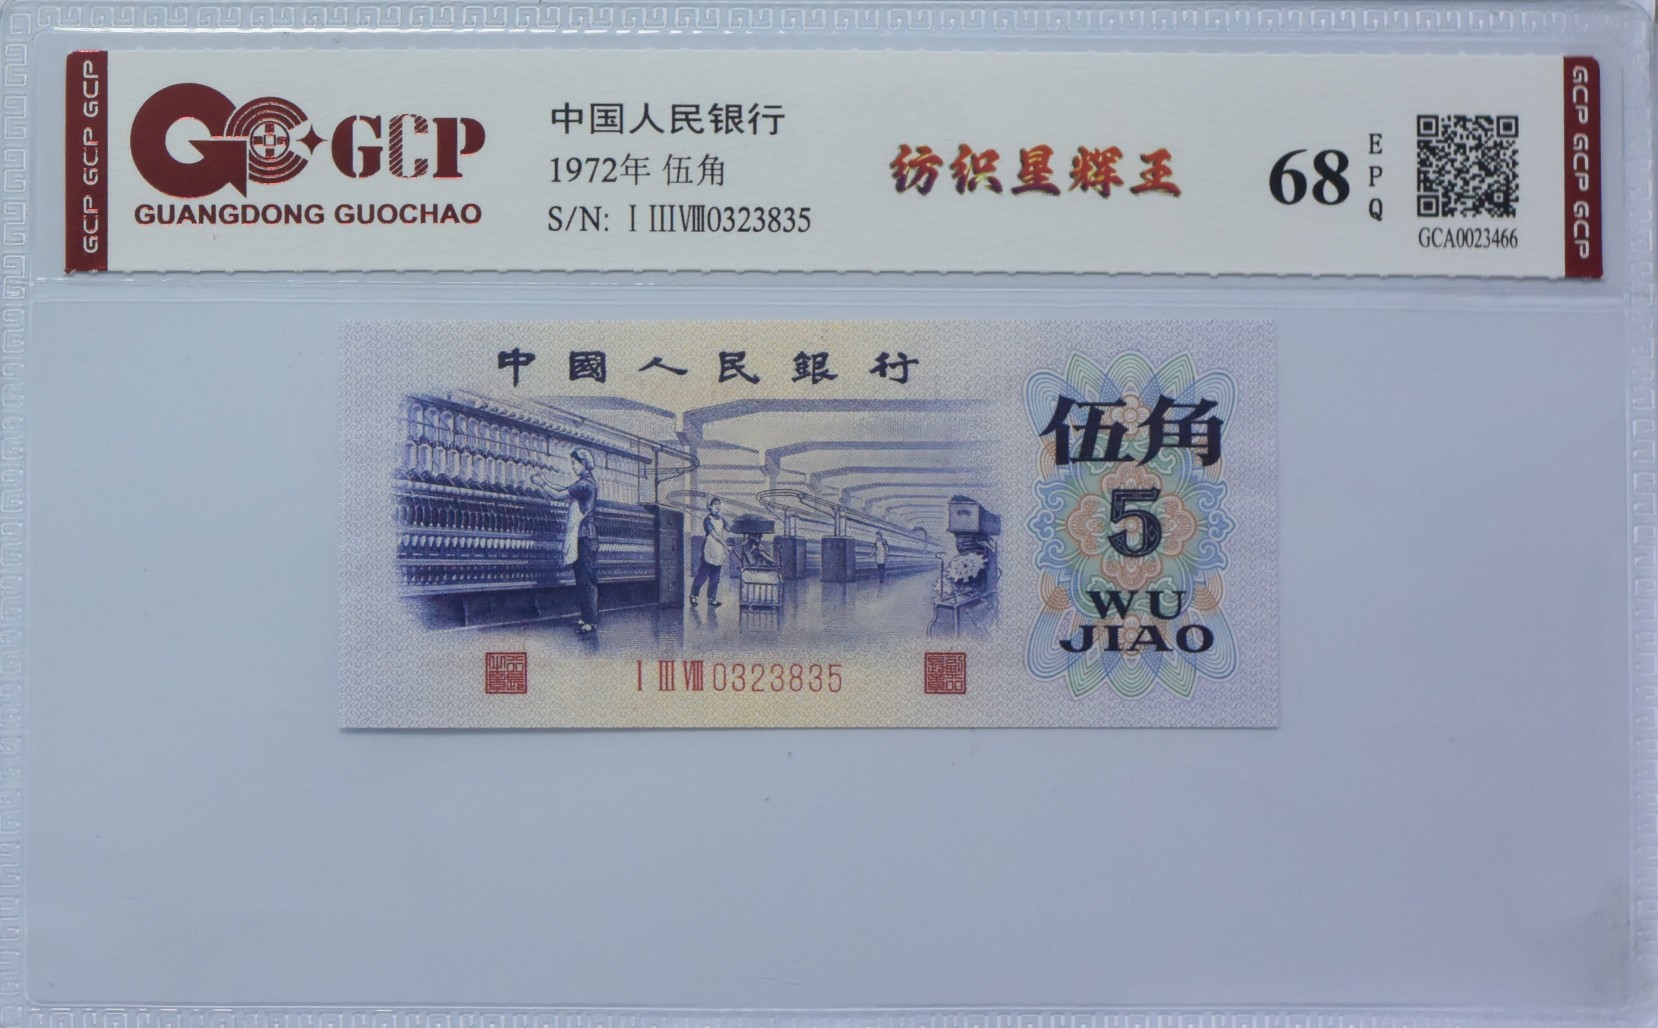 GCP GCP GCP
GCP
GUANGDONG GUOCHAO
中国人民银行
1972年 伍角
S/N: I III VIII 0323835
纺织星辉王
68
EPQ
GCA0023466
GCP GCP GCP
中國人民銀行
伍角
5
WU
JIAO
I III VIII 0323835